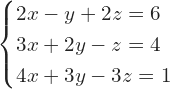 2x − y + 2z = 6
3x + 2y − z = 4
4x + 3y − 3z = 1